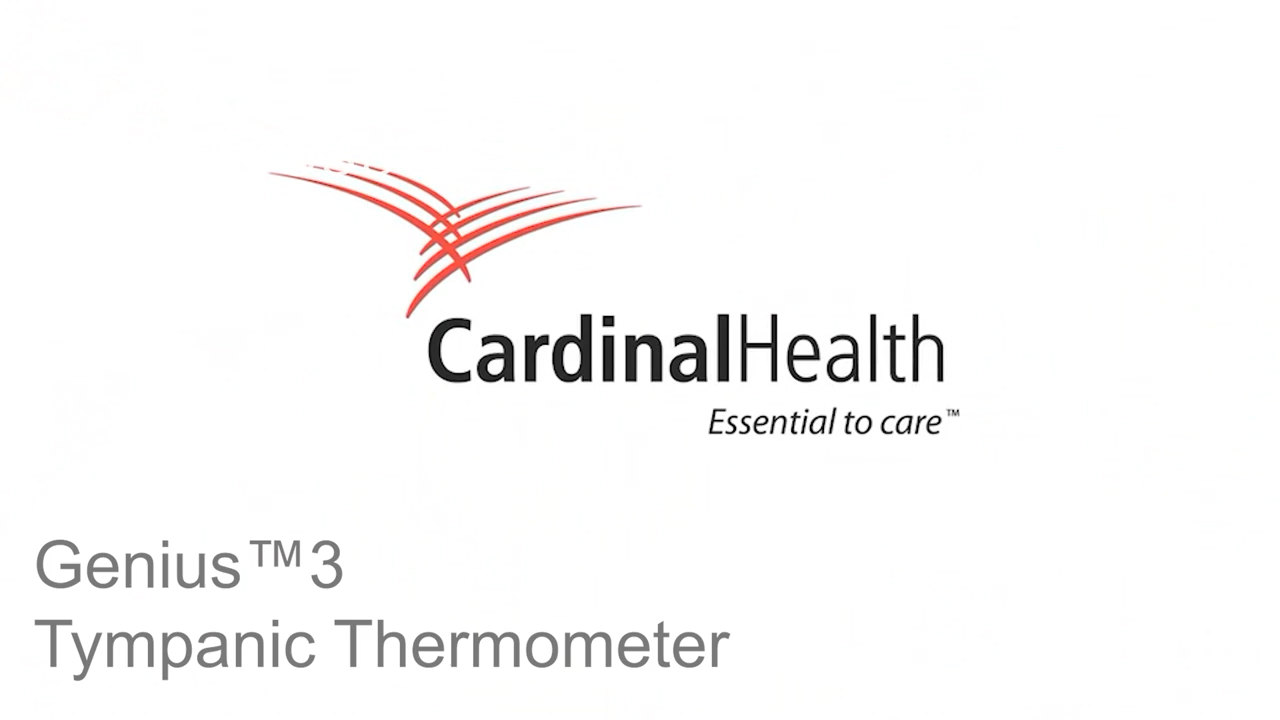 CardinalHealth
Essential to care™
Genius™3
Tympanic Thermometer